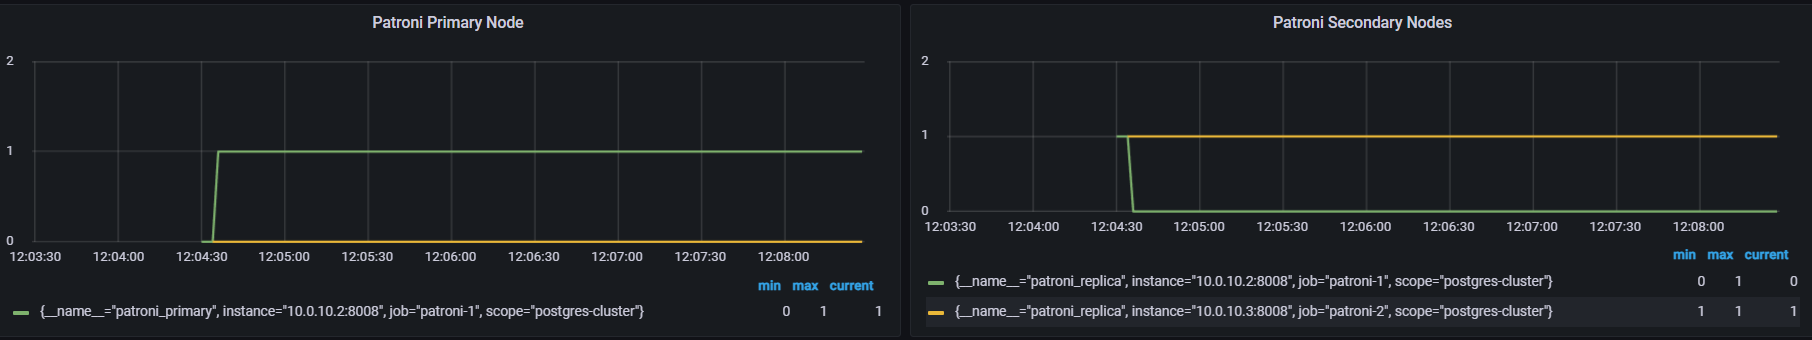 Patroni Primary Node
2
1
0
12:03:30 12:04:00 12:04:30 12:05:00 12:05:30 12:06:00 12:06:30 12:07:00 12:07:30 12:08:00
min max current
{__name__="patroni_primary", instance="10.0.10.2:8008", job="patroni-1", scope="postgres-cluster"} 0 1 1
Patroni Secondary Nodes
2
1
0
12:03:30 12:04:00 12:04:30 12:05:00 12:05:30 12:06:00 12:06:30 12:07:00 12:07:30 12:08:00
min max current
{__name__="patroni_replica", instance="10.0.10.2:8008", job="patroni-1", scope="postgres-cluster"} 0 1 0
{__name__="patroni_replica", instance="10.0.10.3:8008", job="patroni-2", scope="postgres-cluster"} 1 1 1